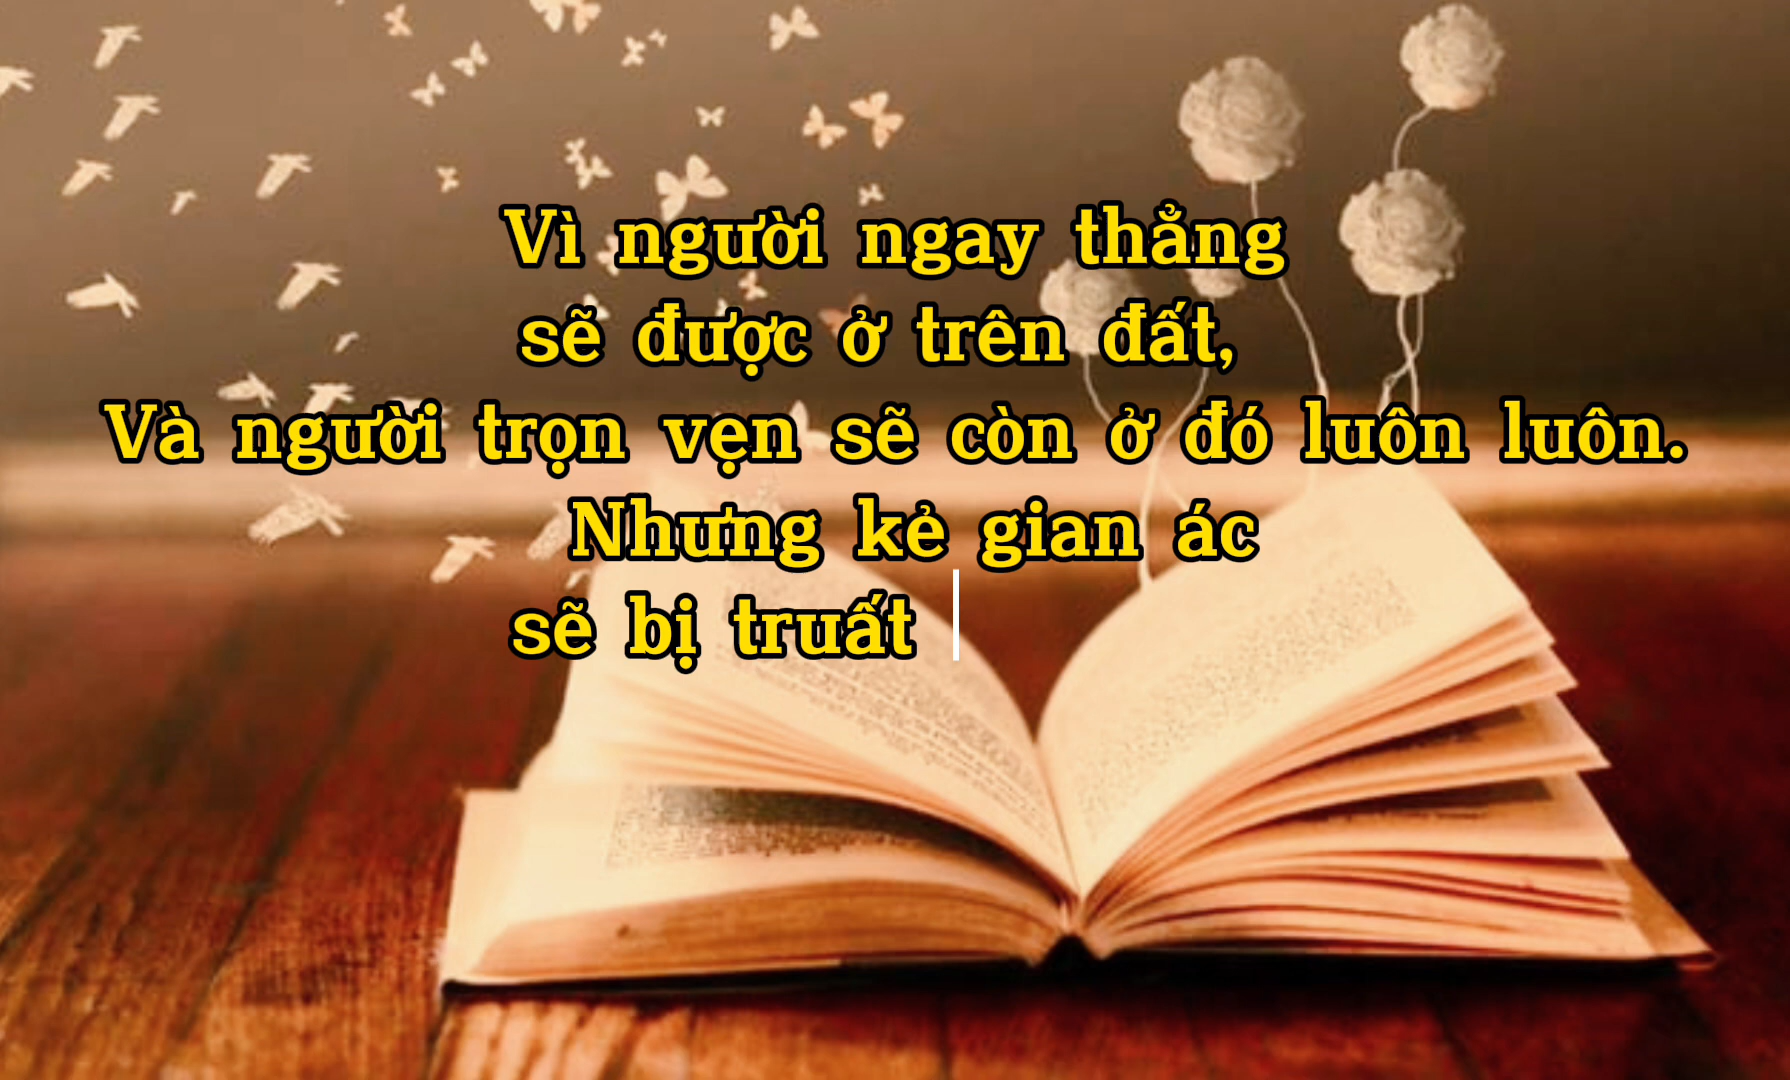 Vì người ngay thẳng
sẽ được ở trên đất,
Và người trọn vẹn sẽ còn ở đó luôn luôn.
Nhưng kẻ gian ác
sẽ bị truất